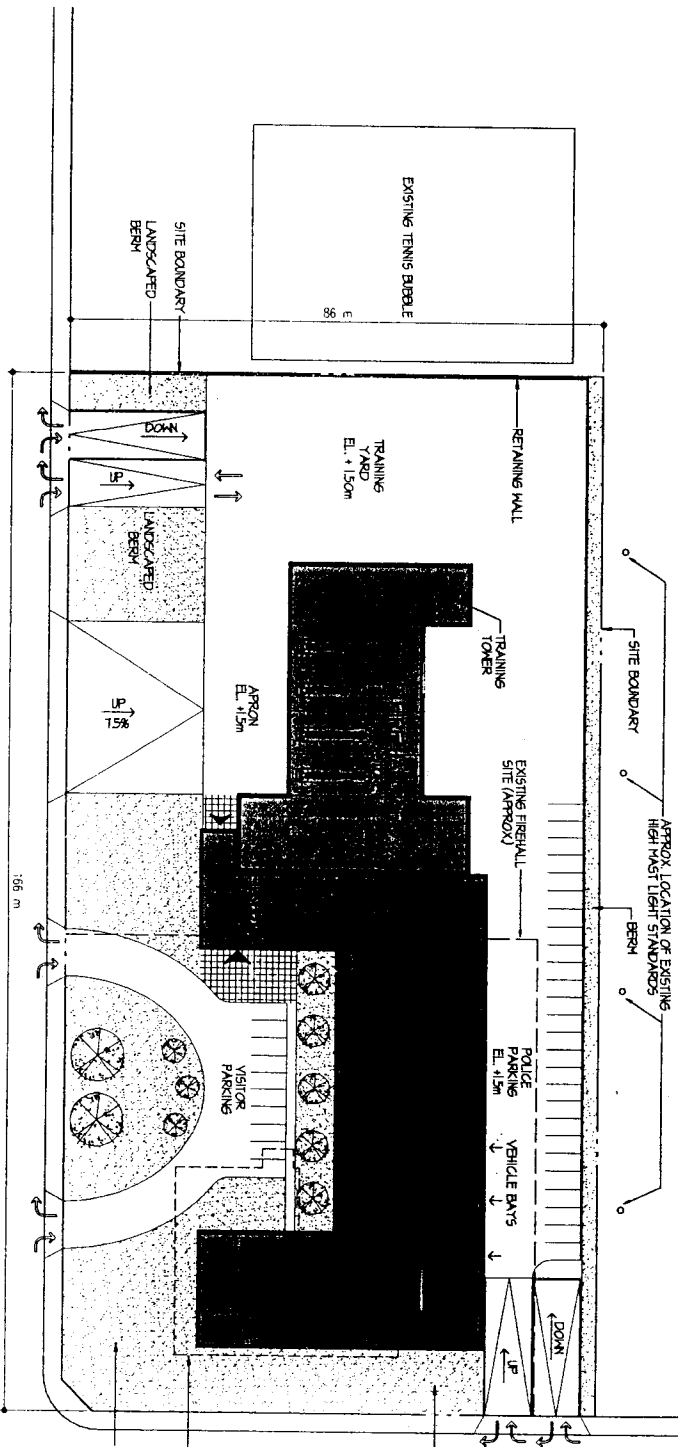 APPROX. LOCATION OF EXISTING
HIGH MAST LIGHT STANDARDS
SITE BOUNDARY
BERM
EXISTING TENNIS BUBBLE
RETAINING WALL
TRAINING
TOWER
EXISTING FIREHALL
SITE (APPROX.)
POLICE
PARKING
EL. +1.5m
VEHICLE BAYS
DOWN
UP
86 m
TRAINING
YARD
EL. +1.50m
SITE BOUNDARY
LANDSCAPED
BERM
DOWN
UP
LANDSCAPED
BERM
APRON
EL. +1.5m
UP
7.5%
VISITOR
PARKING
166 m